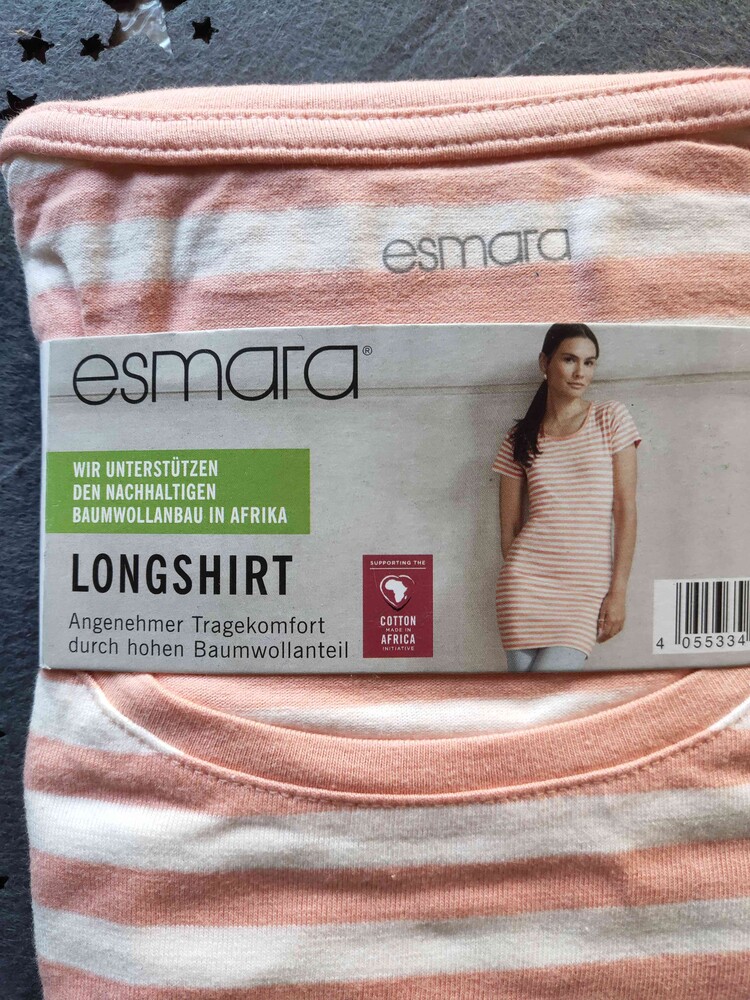 esmara
esmara®
WIR UNTERSTÜTZEN
DEN NACHHALTIGEN
BAUMWOLLANBAU IN AFRIKA
LONGSHIRT
Angenehmer Tragekomfort
durch hohen Baumwollanteil
SUPPORTING THE
COTTON
MADE IN
AFRICA
INITIATIVE
4 055334